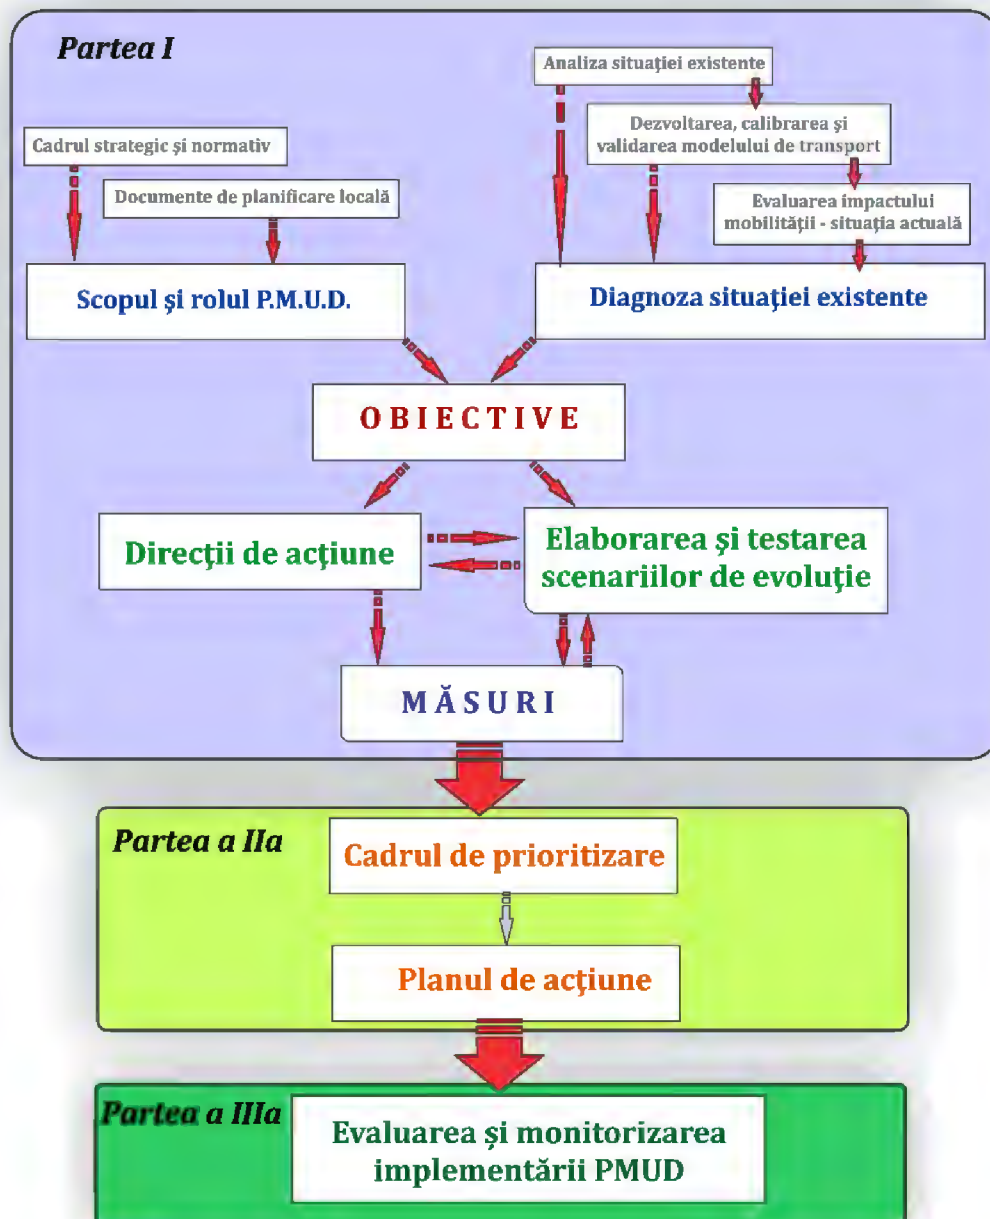 Partea I
Analiza situației existente
Dezvoltarea, calibrarea și
validarea modelului de transport
Cadrul strategic și normativ
Documente de planificare locală
Evaluarea impactului
mobilității - situația actuală
Scopul și rolul P.M.U.D.
Diagnoza situației existente
OBIECTIVE
Direcții de acțiune
Elaborarea și testarea
scenariilor de evoluție
MĂSURI
Partea a IIa
Cadrul de prioritizare
Planul de acțiune
Partea a IIIa
Evaluarea și monitorizarea
implementării PMUD